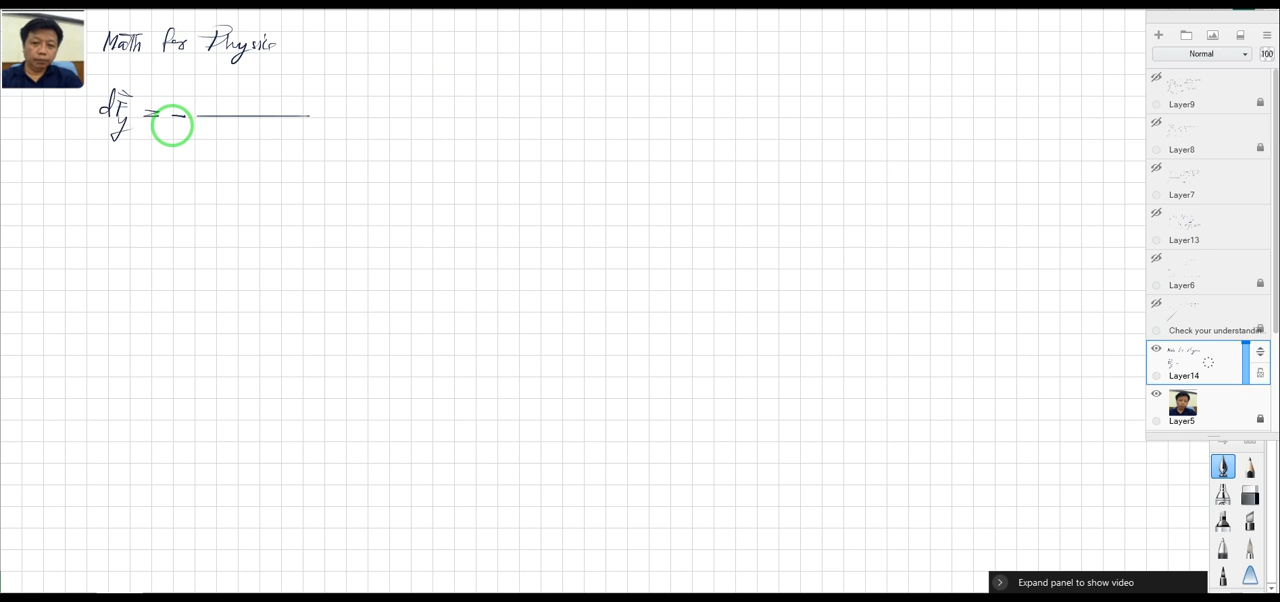 Math for Physics
dF⃗y = -
Normal
100
Layer9
Layer8
Layer7
Layer13
Layer6
Check your understandin
Layer14
Layer5
Expand panel to show video